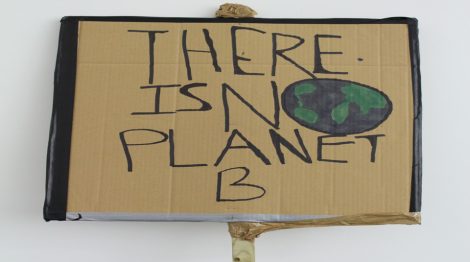 THERE
IS NO
PLANET
B